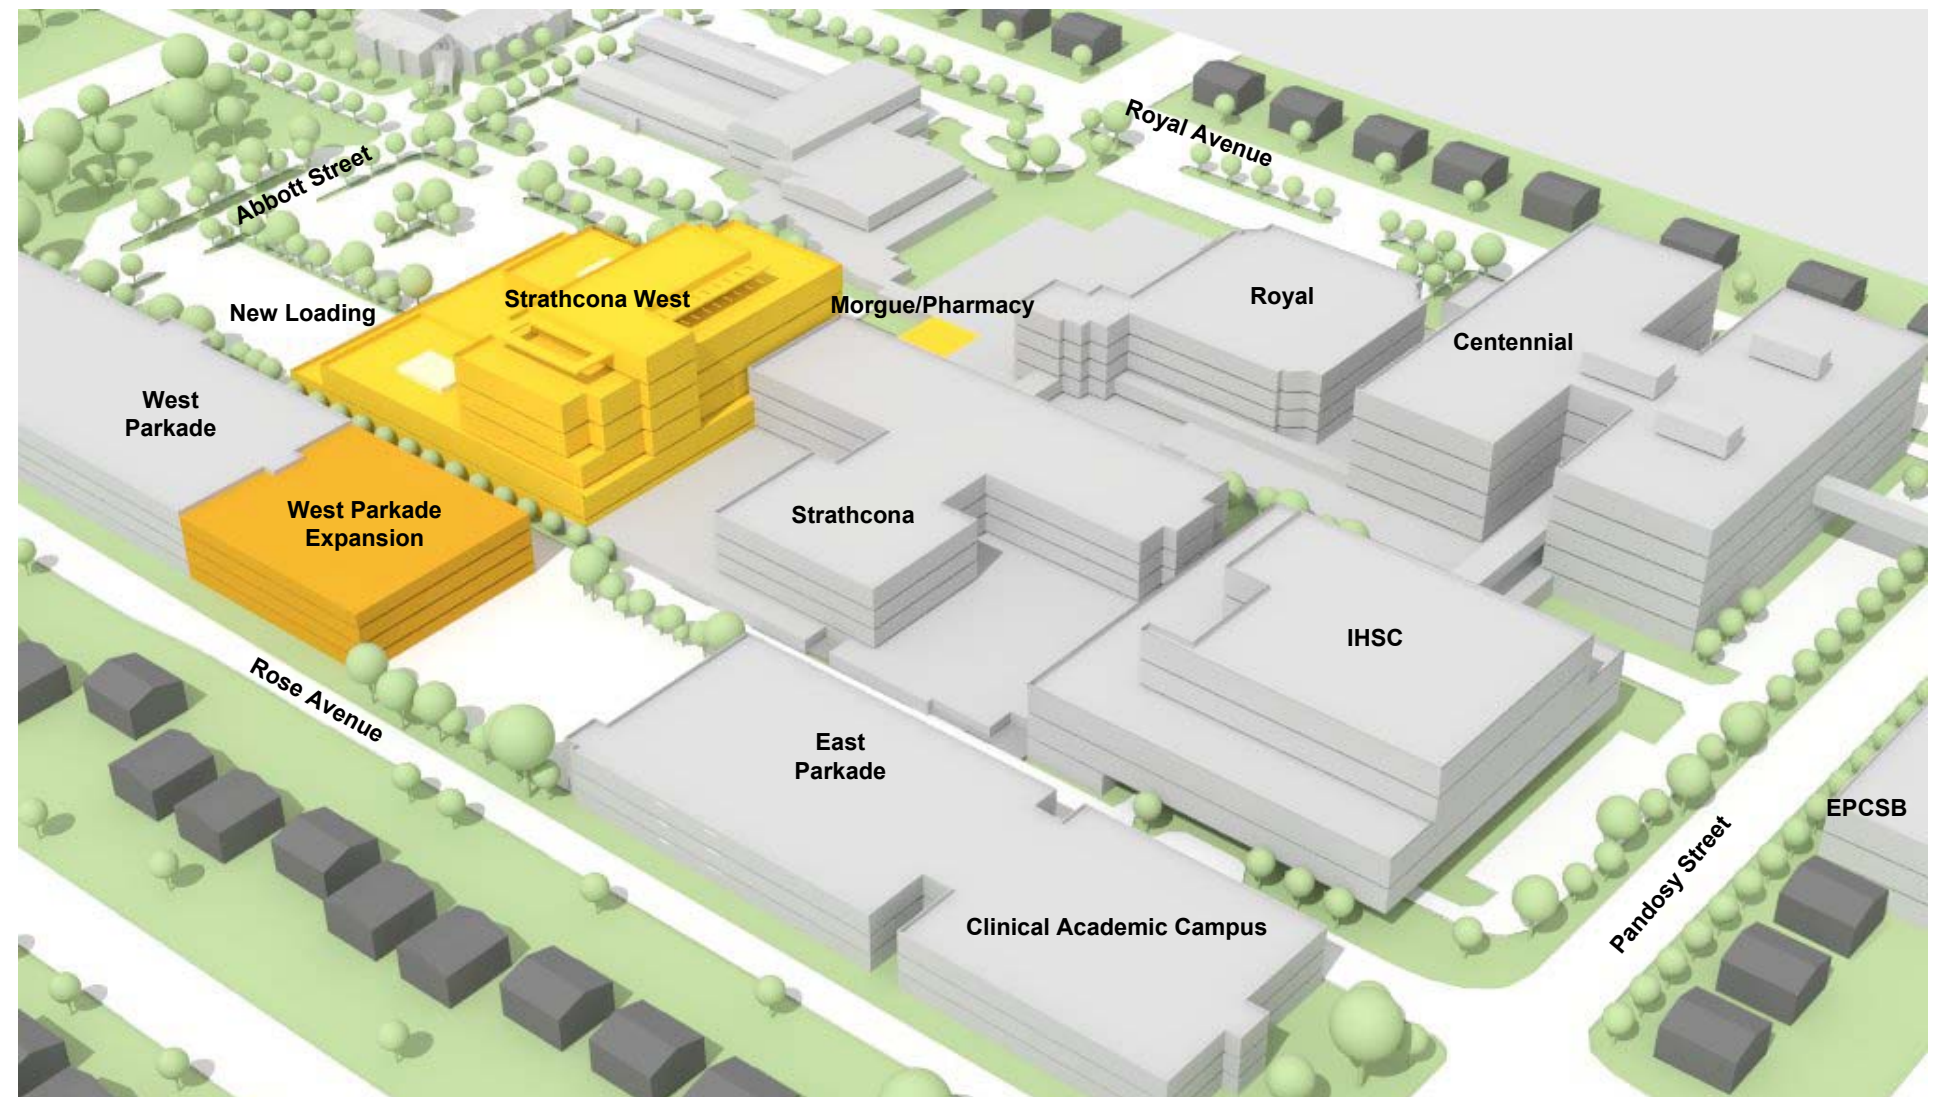 Royal Avenue
Abbott Street
Strathcona West
New Loading
Morgue/Pharmacy
Royal
Centennial
West
Parkade
West Parkade
Expansion
Strathcona
IHSC
Rose Avenue
East
Parkade
EPCSB
Pandosy Street
Clinical Academic Campus